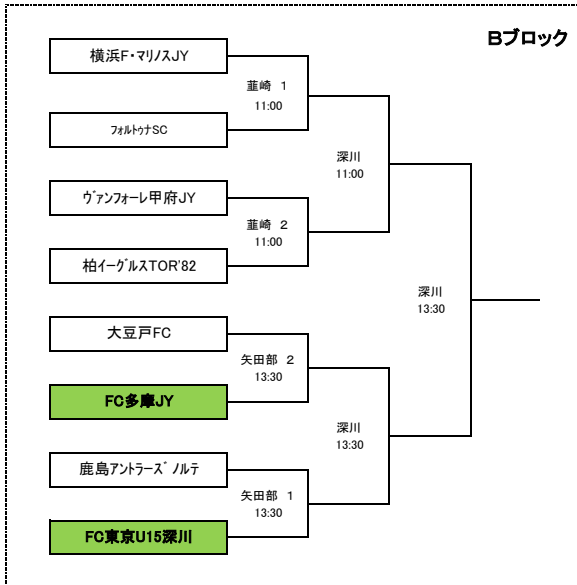 Bブロック
横浜F・マリノスJY
韮崎 1
11:00
フォルトゥナSC
深川
11:00
ヴァンフォーレ甲府JY
韮崎 2
11:00
柏イーグルスTOR'82
深川
13:30
大豆戸FC
矢田部 2
13:30
FC多摩JY
深川
13:30
鹿島アントラーズノルテ
矢田部 1
13:30
FC東京U15深川